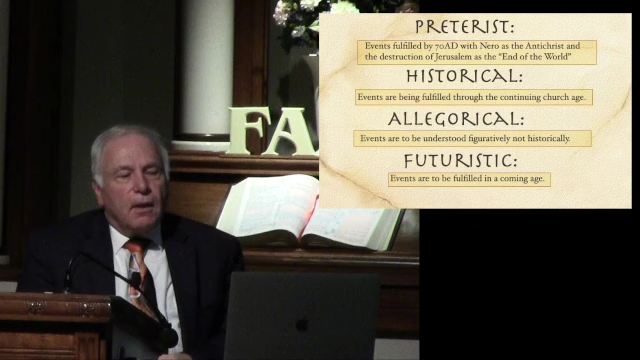 PRETERIST:
Events fulfilled by 70AD with Nero as the Antichrist and
the destruction of Jerusalem as the "End of the World"
HISTORICAL:
Events are being fulfilled through the continuing church age.
ALLEGORICAL:
Events are to be understood figuratively not historically.
FUTURISTIC:
Events are to be fulfilled in a coming age.
FA